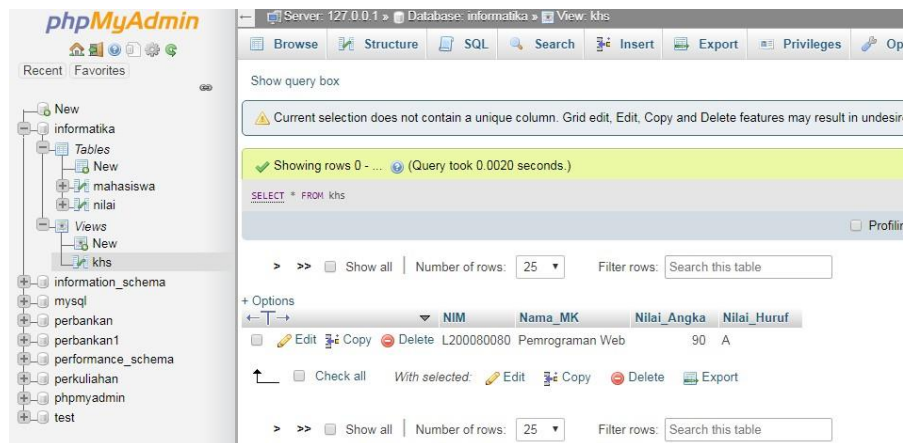 phpMyAdmin
Recent Favorites
New
informatika
Tables
New
mahasiswa
nilai
Views
New
khs
information_schema
mysql
perbankan
perbankan1
performance_schema
perkuliahan
phpmyadmin
test
Server: 127.0.0.1 » Database: informatika » View: khs
Browse Structure SQL Search Insert Export Privileges Op
Show query box
Current selection does not contain a unique column. Grid edit, Edit, Copy and Delete features may result in undesir
Showing rows 0 - ... (Query took 0.0020 seconds.)
SELECT * FROM khs
Profilin
> >> Show all | Number of rows: 25 Filter rows: Search this table
+ Options
NIM Nama_MK Nilai_Angka Nilai_Huruf
Edit Copy Delete L200080080 Pemrograman Web 90 A
Check all With selected: Edit Copy Delete Export
> >> Show all | Number of rows: 25 Filter rows: Search this table